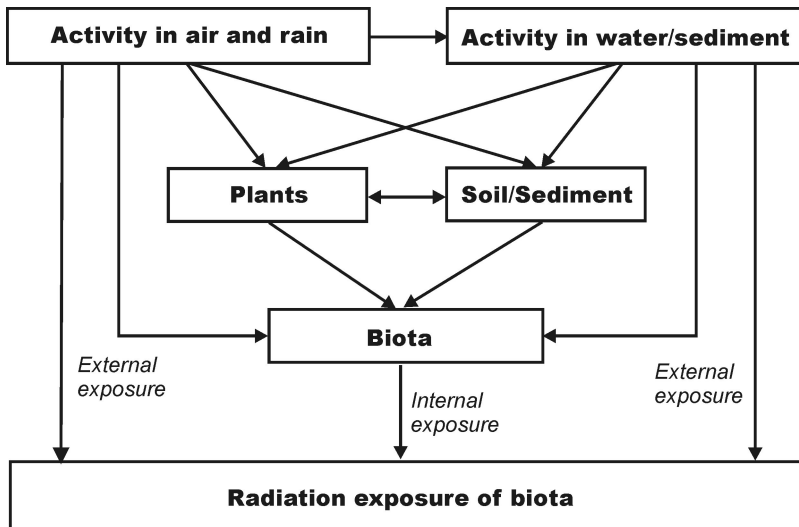 Activity in air and rain
Activity in water/sediment
Plants
Soil/Sediment
Biota
External
exposure
Internal
exposure
External
exposure
Radiation exposure of biota